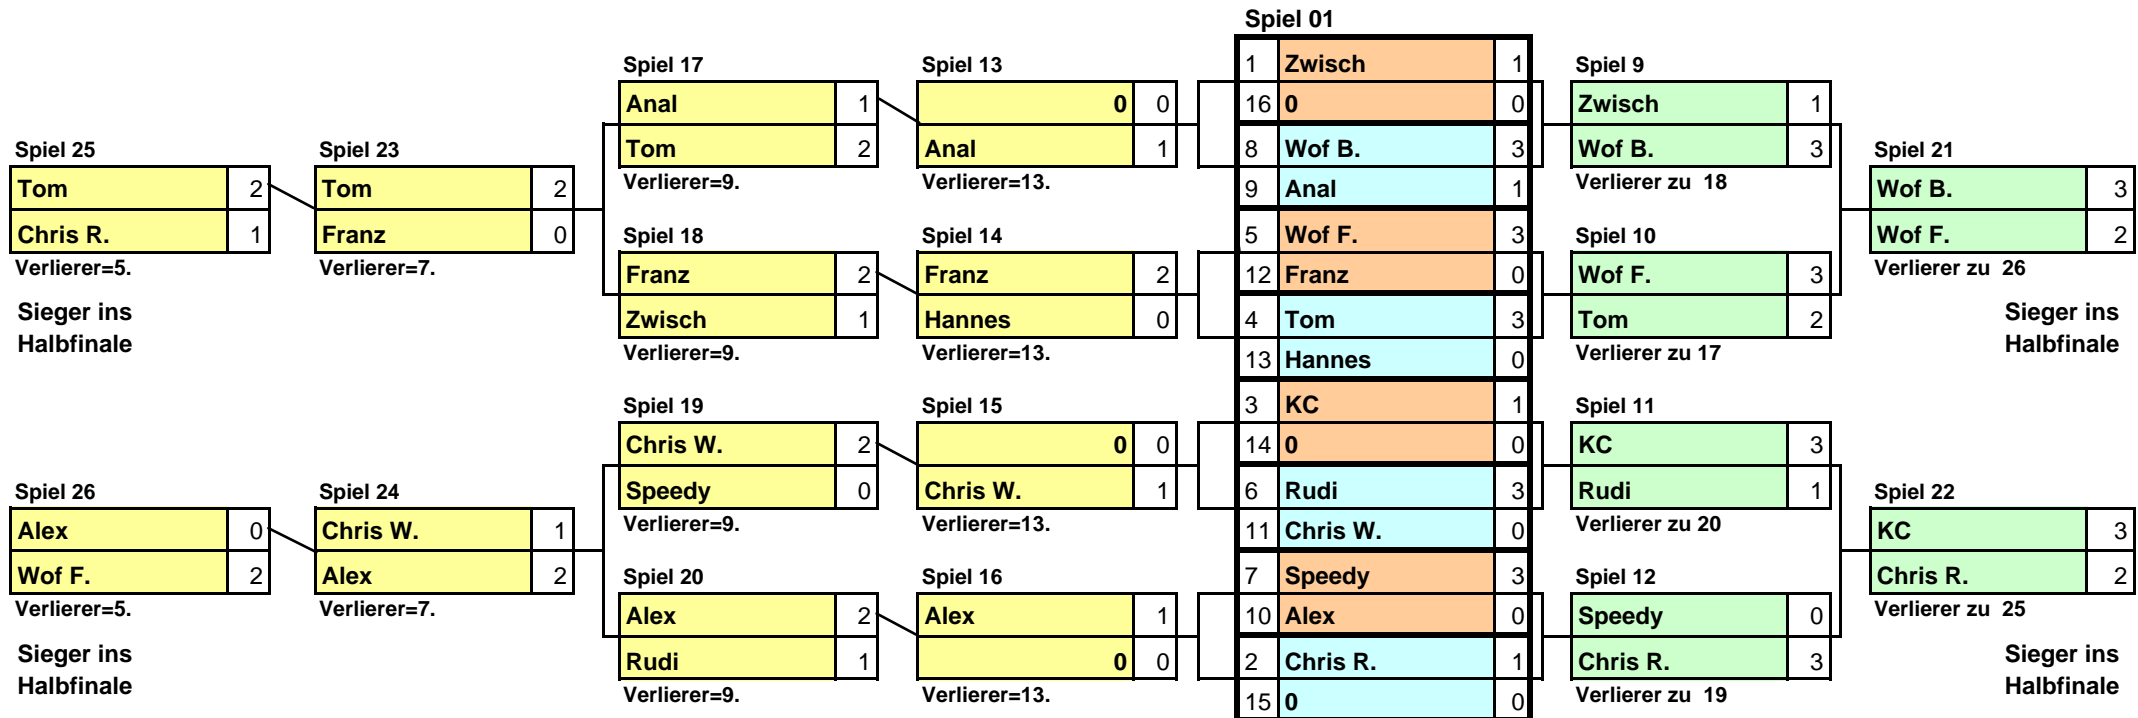 Spiel 01
Spiel 17 Spiel 13 1 Zwisch 1 Spiel 9
Anal 1 0 0 16 0 0 Zwisch 1
Spiel 25 Spiel 23 Tom 2 Anal 1 8 Wof B. 3 Wof B. 3 Spiel 21
Tom 2 Tom 2 Verlierer=9. Verlierer=13. 9 Anal 1 Verlierer zu 18 Wof B. 3
Chris R. 1 Franz 0 Spiel 18 Spiel 14 5 Wof F. 3 Spiel 10 Wof F. 2
Verlierer=5. Verlierer=7. Franz 2 Franz 2 12 Franz 0 Wof F. 3 Verlierer zu 26
Sieger ins Zwisch 1 Hannes 0 4 Tom 3 Tom 2 Sieger ins
Halbfinale Verlierer=9. Verlierer=13. 13 Hannes 0 Verlierer zu 17 Halbfinale
Spiel 19 Spiel 15 3 KC 1 Spiel 11
Chris W. 2 0 0 14 0 0 KC 3
Spiel 26 Spiel 24 Speedy 0 Chris W. 1 6 Rudi 3 Rudi 1 Spiel 22
Alex 0 Chris W. 1 Verlierer=9. Verlierer=13. 11 Chris W. 0 Verlierer zu 20 KC 3
Wof F. 2 Alex 2 Spiel 20 Spiel 16 7 Speedy 3 Spiel 12 Chris R. 2
Verlierer=5. Verlierer=7. Alex 2 Alex 1 10 Alex 0 Speedy 0 Verlierer zu 25
Sieger ins Rudi 1 0 0 2 Chris R. 1 Chris R. 3 Sieger ins
Halbfinale Verlierer=9. Verlierer=13. 15 0 0 Verlierer zu 19 Halbfinale